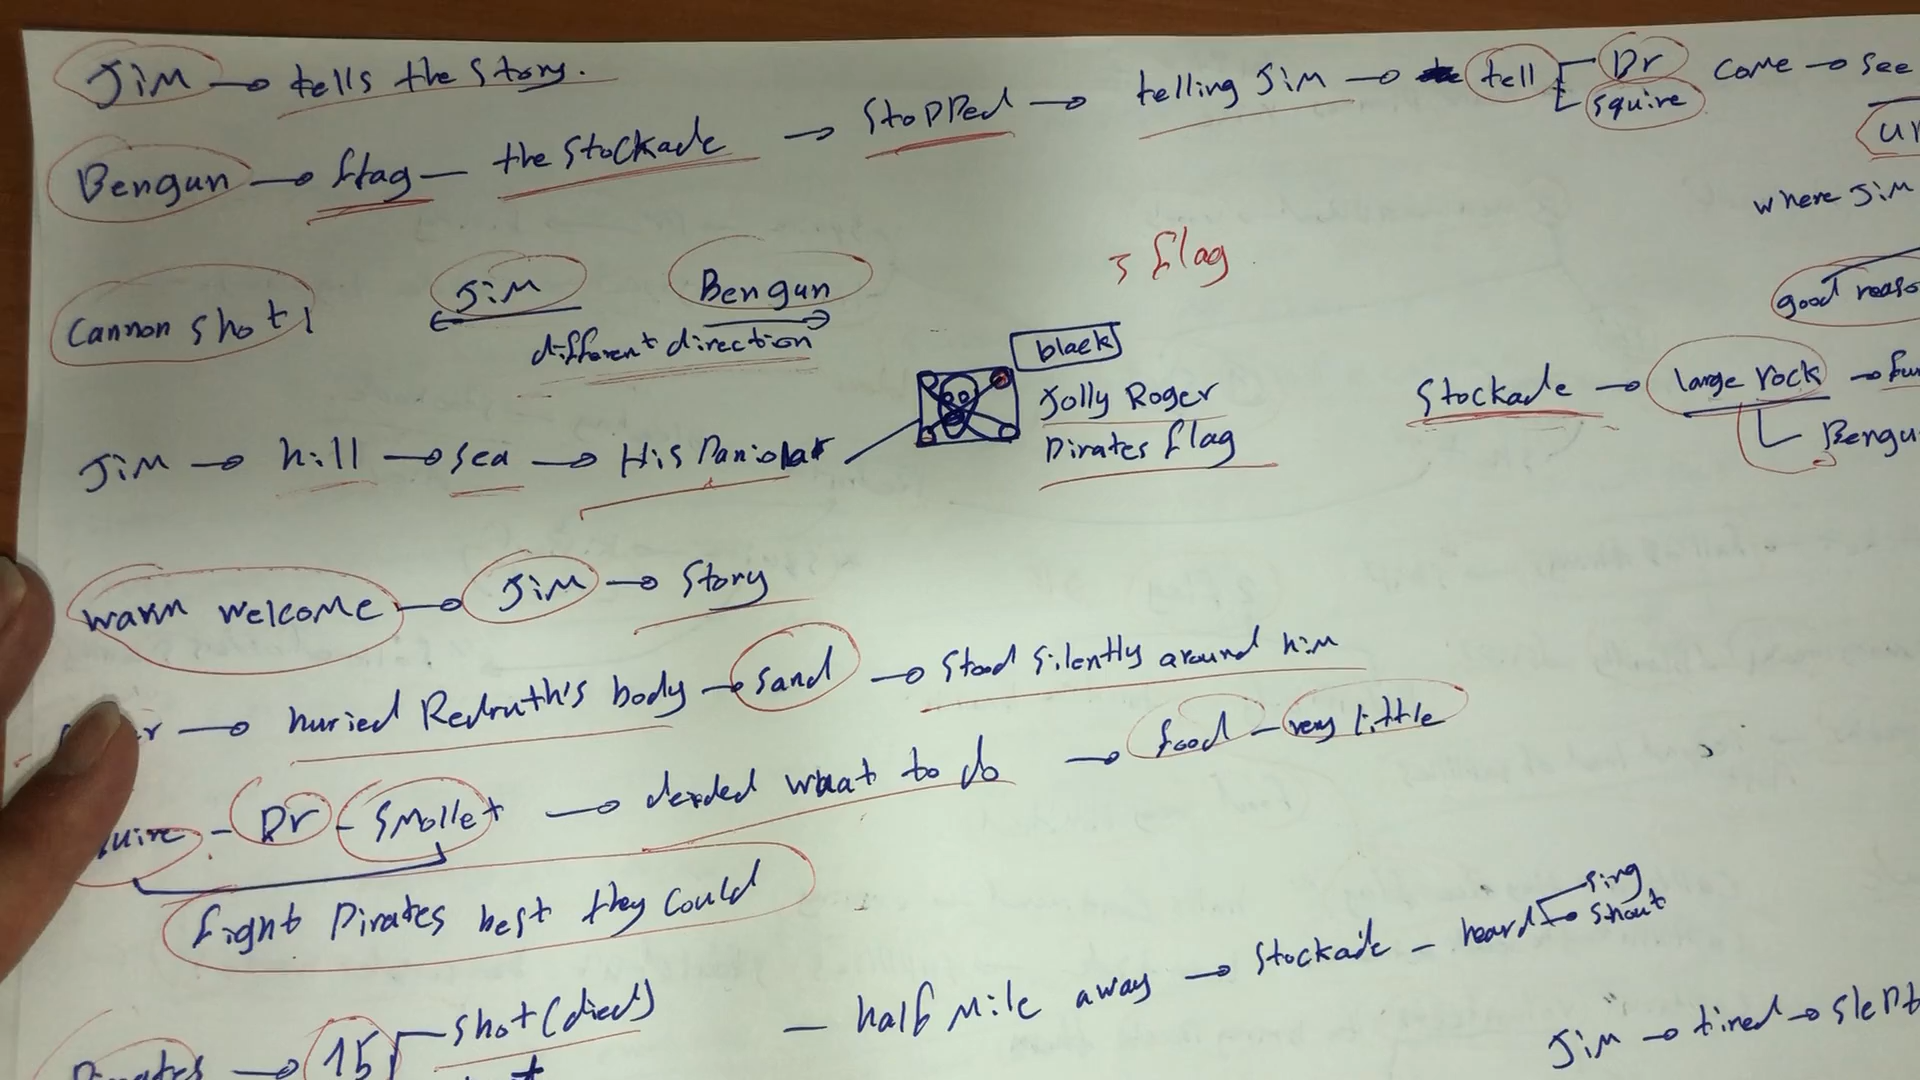 Jim → tells the story.
Bengun → flag — the stockade → stopped → telling Jim → tell Dr squire come → see
where Jim
3 flag
Cannon shot Jim Bengun
different direction
good
black
Jolly Roger
Pirates flag
Stockade → large rock →
Bengu
Jim → hill → sea → Hispaniola
warm welcome → Jim → story
→ buried Redruth's body → sand → stood silently around him
- Dr - Smollet → decided what to do → food - very little
fight Pirates best they could
Pirates → 15 shot (died) — half mile away → stockade - heard sing shout
Jim → tired → slept